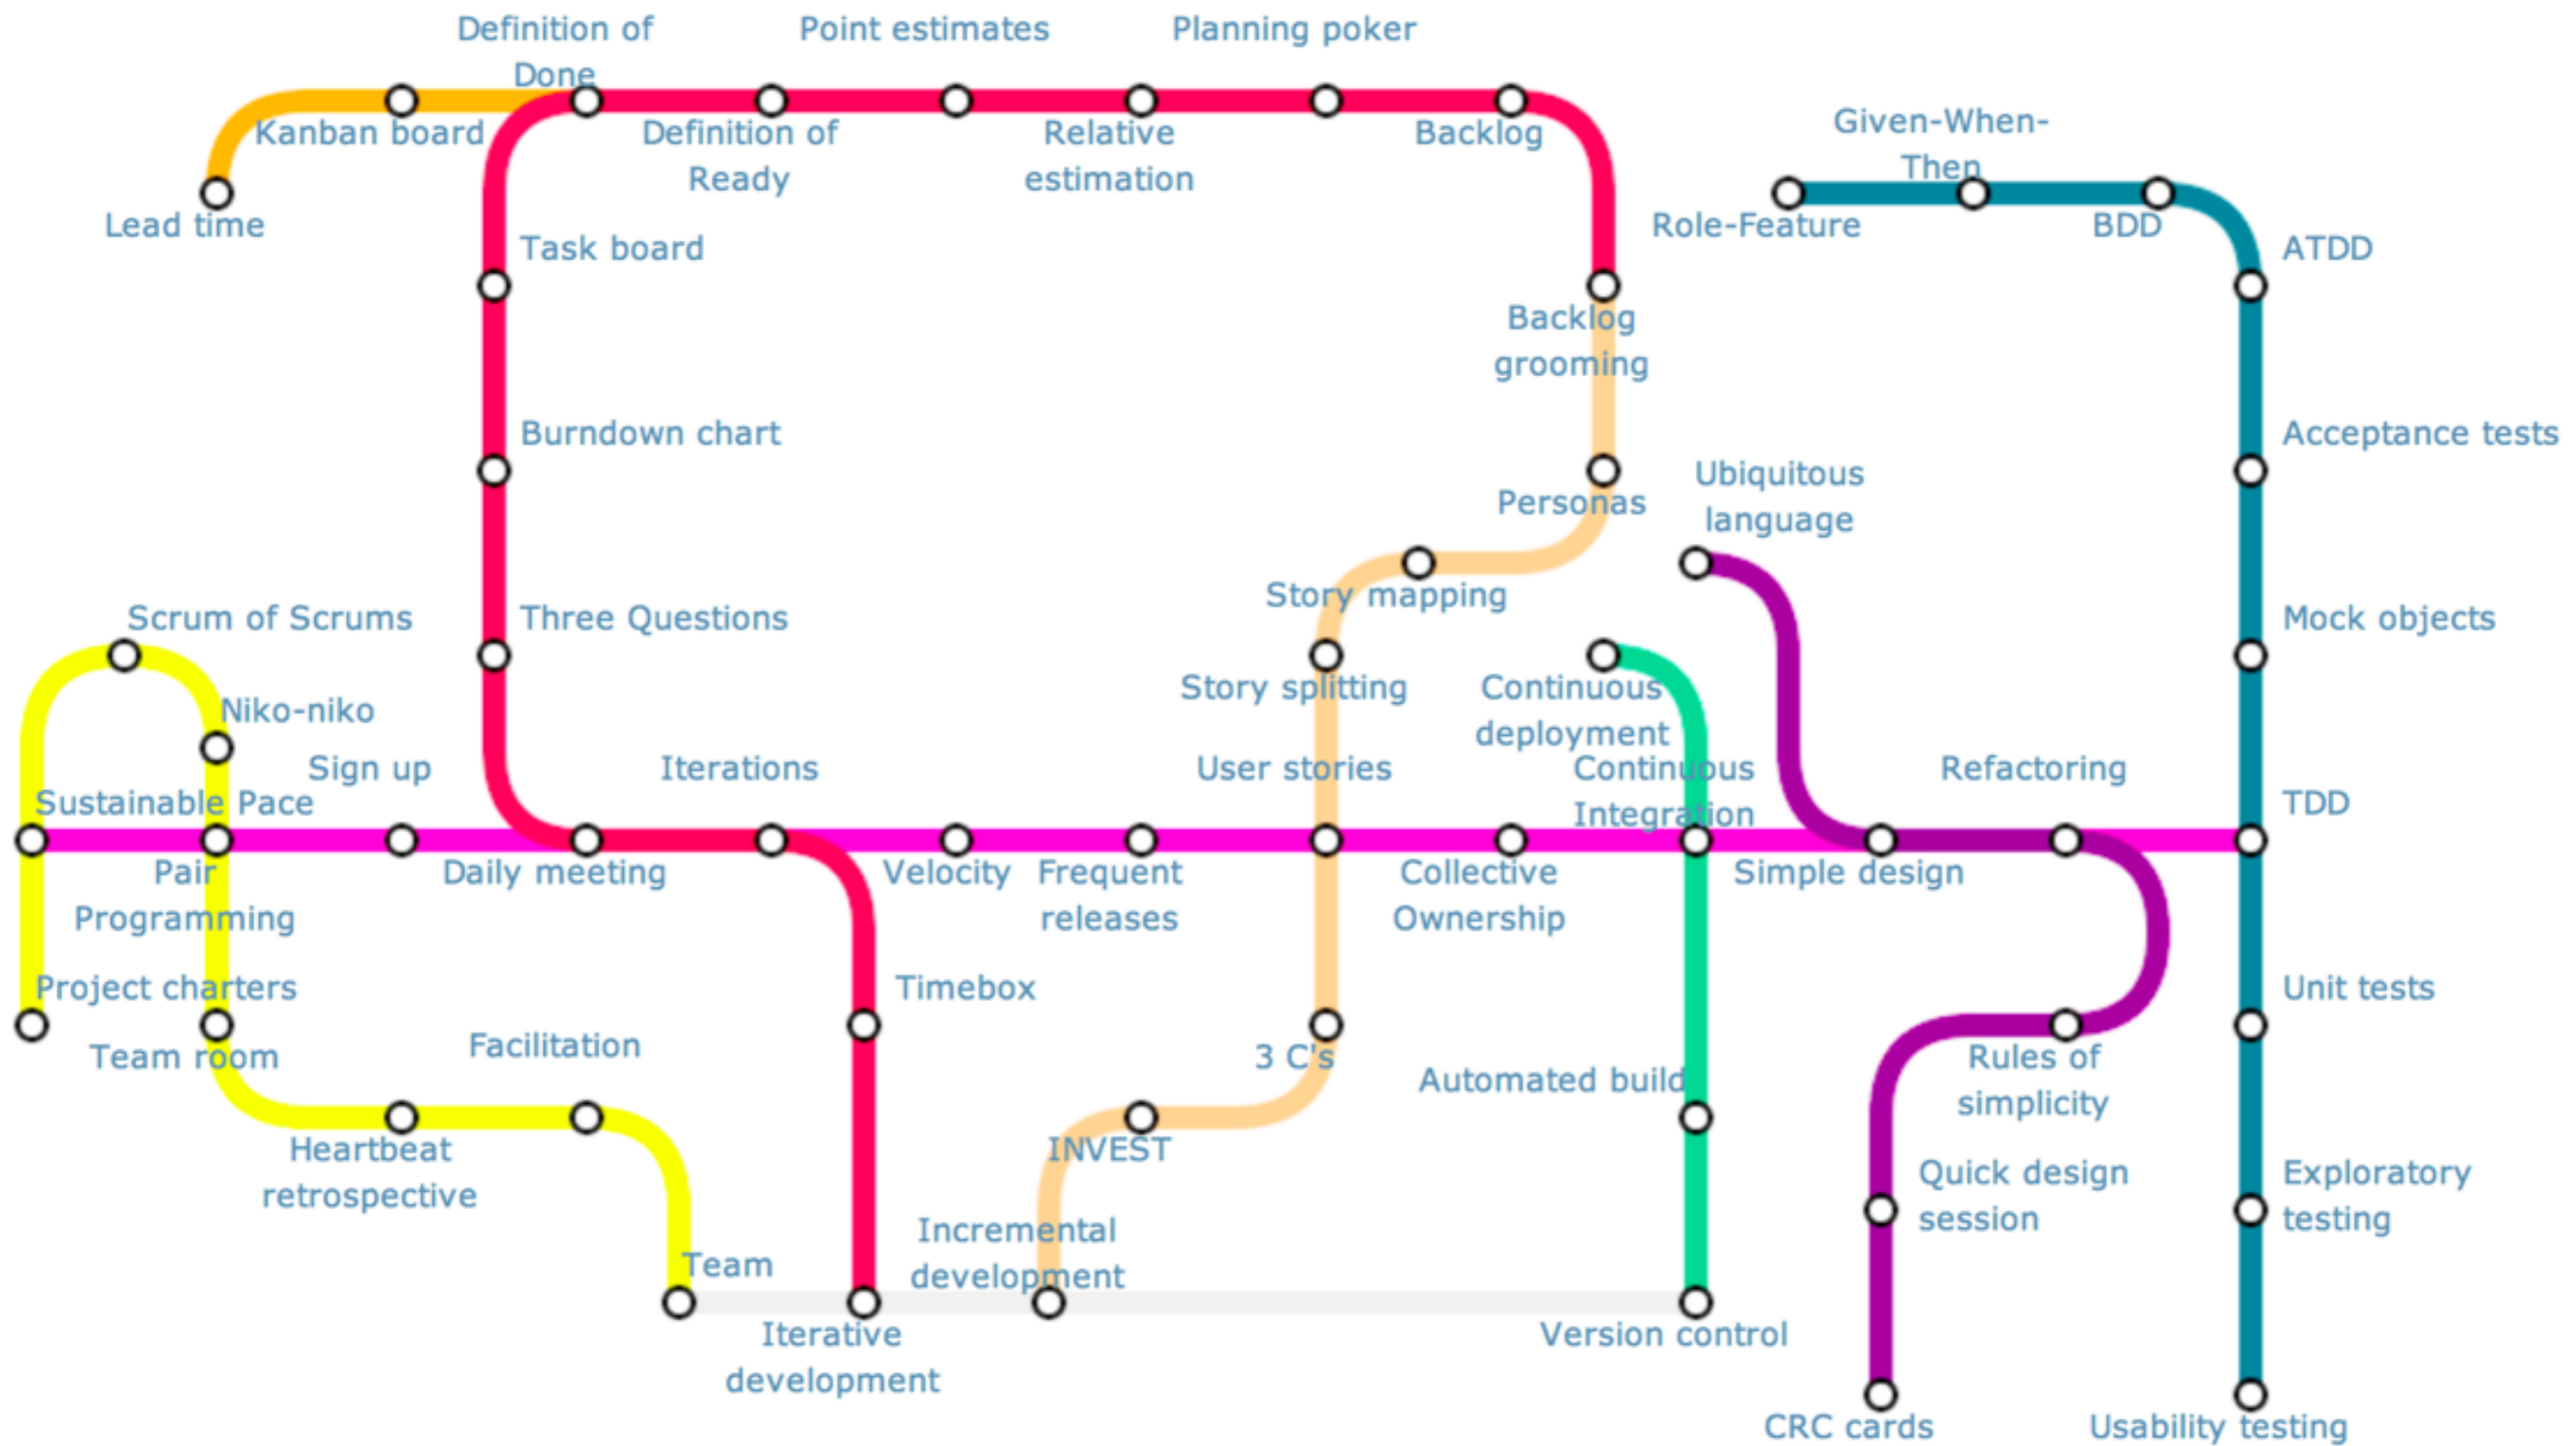 Definition of
Done
Point estimates
Planning poker
Kanban board
Definition of
Ready
Relative
estimation
Backlog
Given-When-
Then
Lead time
Role-Feature
BDD
ATDD
Task board
Backlog
grooming
Burndown chart
Acceptance tests
Personas
Ubiquitous
language
Story mapping
Scrum of Scrums
Three Questions
Mock objects
Story splitting
Continuous
deployment
Niko-niko
Sign up
Iterations
User stories
Continuous
Integration
Refactoring
Sustainable Pace
TDD
Pair
Programming
Daily meeting
Velocity
Frequent
releases
Collective
Ownership
Simple design
Project charters
Timebox
Unit tests
Team room
Facilitation
3 C's
Automated build
Rules of
simplicity
Heartbeat
retrospective
INVEST
Quick design
session
Exploratory
testing
Incremental
development
Team
Iterative
development
Version control
CRC cards
Usability testing